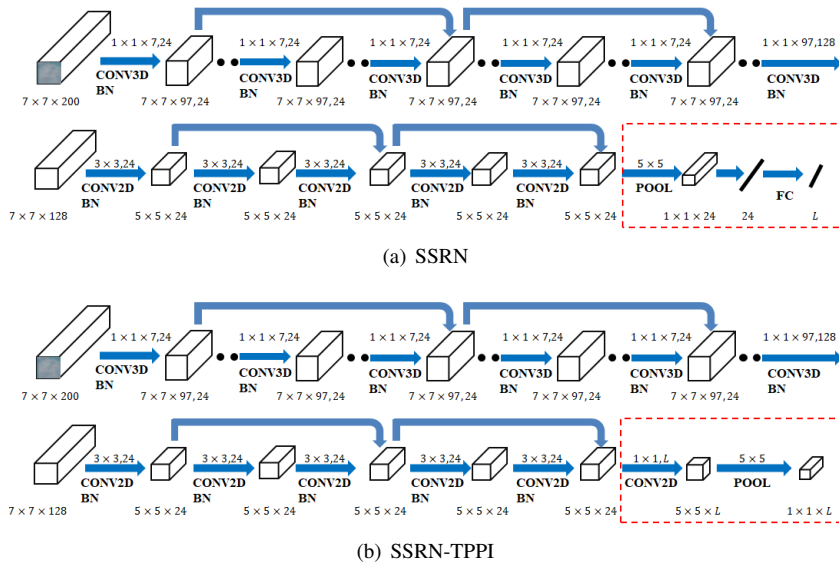 1 × 1 × 7,24 1 × 1 × 7,24 1 × 1 × 7,24 1 × 1 × 7,24 1 × 1 × 7,24 1 × 1 × 97,128
CONV3D CONV3D CONV3D CONV3D CONV3D CONV3D
BN BN BN BN BN BN
7 × 7 × 200 7 × 7 × 97,24 7 × 7 × 97,24 7 × 7 × 97,24 7 × 7 × 97,24 7 × 7 × 97,24
3 × 3,24 3 × 3,24 3 × 3,24 3 × 3,24 3 × 3,24 5 × 5
CONV2D CONV2D CONV2D CONV2D CONV2D POOL FC
BN BN BN BN BN
7 × 7 × 128 5 × 5 × 24 5 × 5 × 24 5 × 5 × 24 5 × 5 × 24 5 × 5 × 24 1 × 1 × 24 24 L
(a) SSRN
1 × 1 × 7,24 1 × 1 × 7,24 1 × 1 × 7,24 1 × 1 × 7,24 1 × 1 × 7,24 1 × 1 × 97,128
CONV3D CONV3D CONV3D CONV3D CONV3D CONV3D
BN BN BN BN BN BN
7 × 7 × 200 7 × 7 × 97,24 7 × 7 × 97,24 7 × 7 × 97,24 7 × 7 × 97,24 7 × 7 × 97,24
3 × 3,24 3 × 3,24 3 × 3,24 3 × 3,24 3 × 3,24 1 × 1, L 5 × 5
CONV2D CONV2D CONV2D CONV2D CONV2D CONV2D POOL
BN BN BN BN BN
7 × 7 × 128 5 × 5 × 24 5 × 5 × 24 5 × 5 × 24 5 × 5 × 24 5 × 5 × 24 5 × 5 × L 1 × 1 × L
(b) SSRN-TPPI